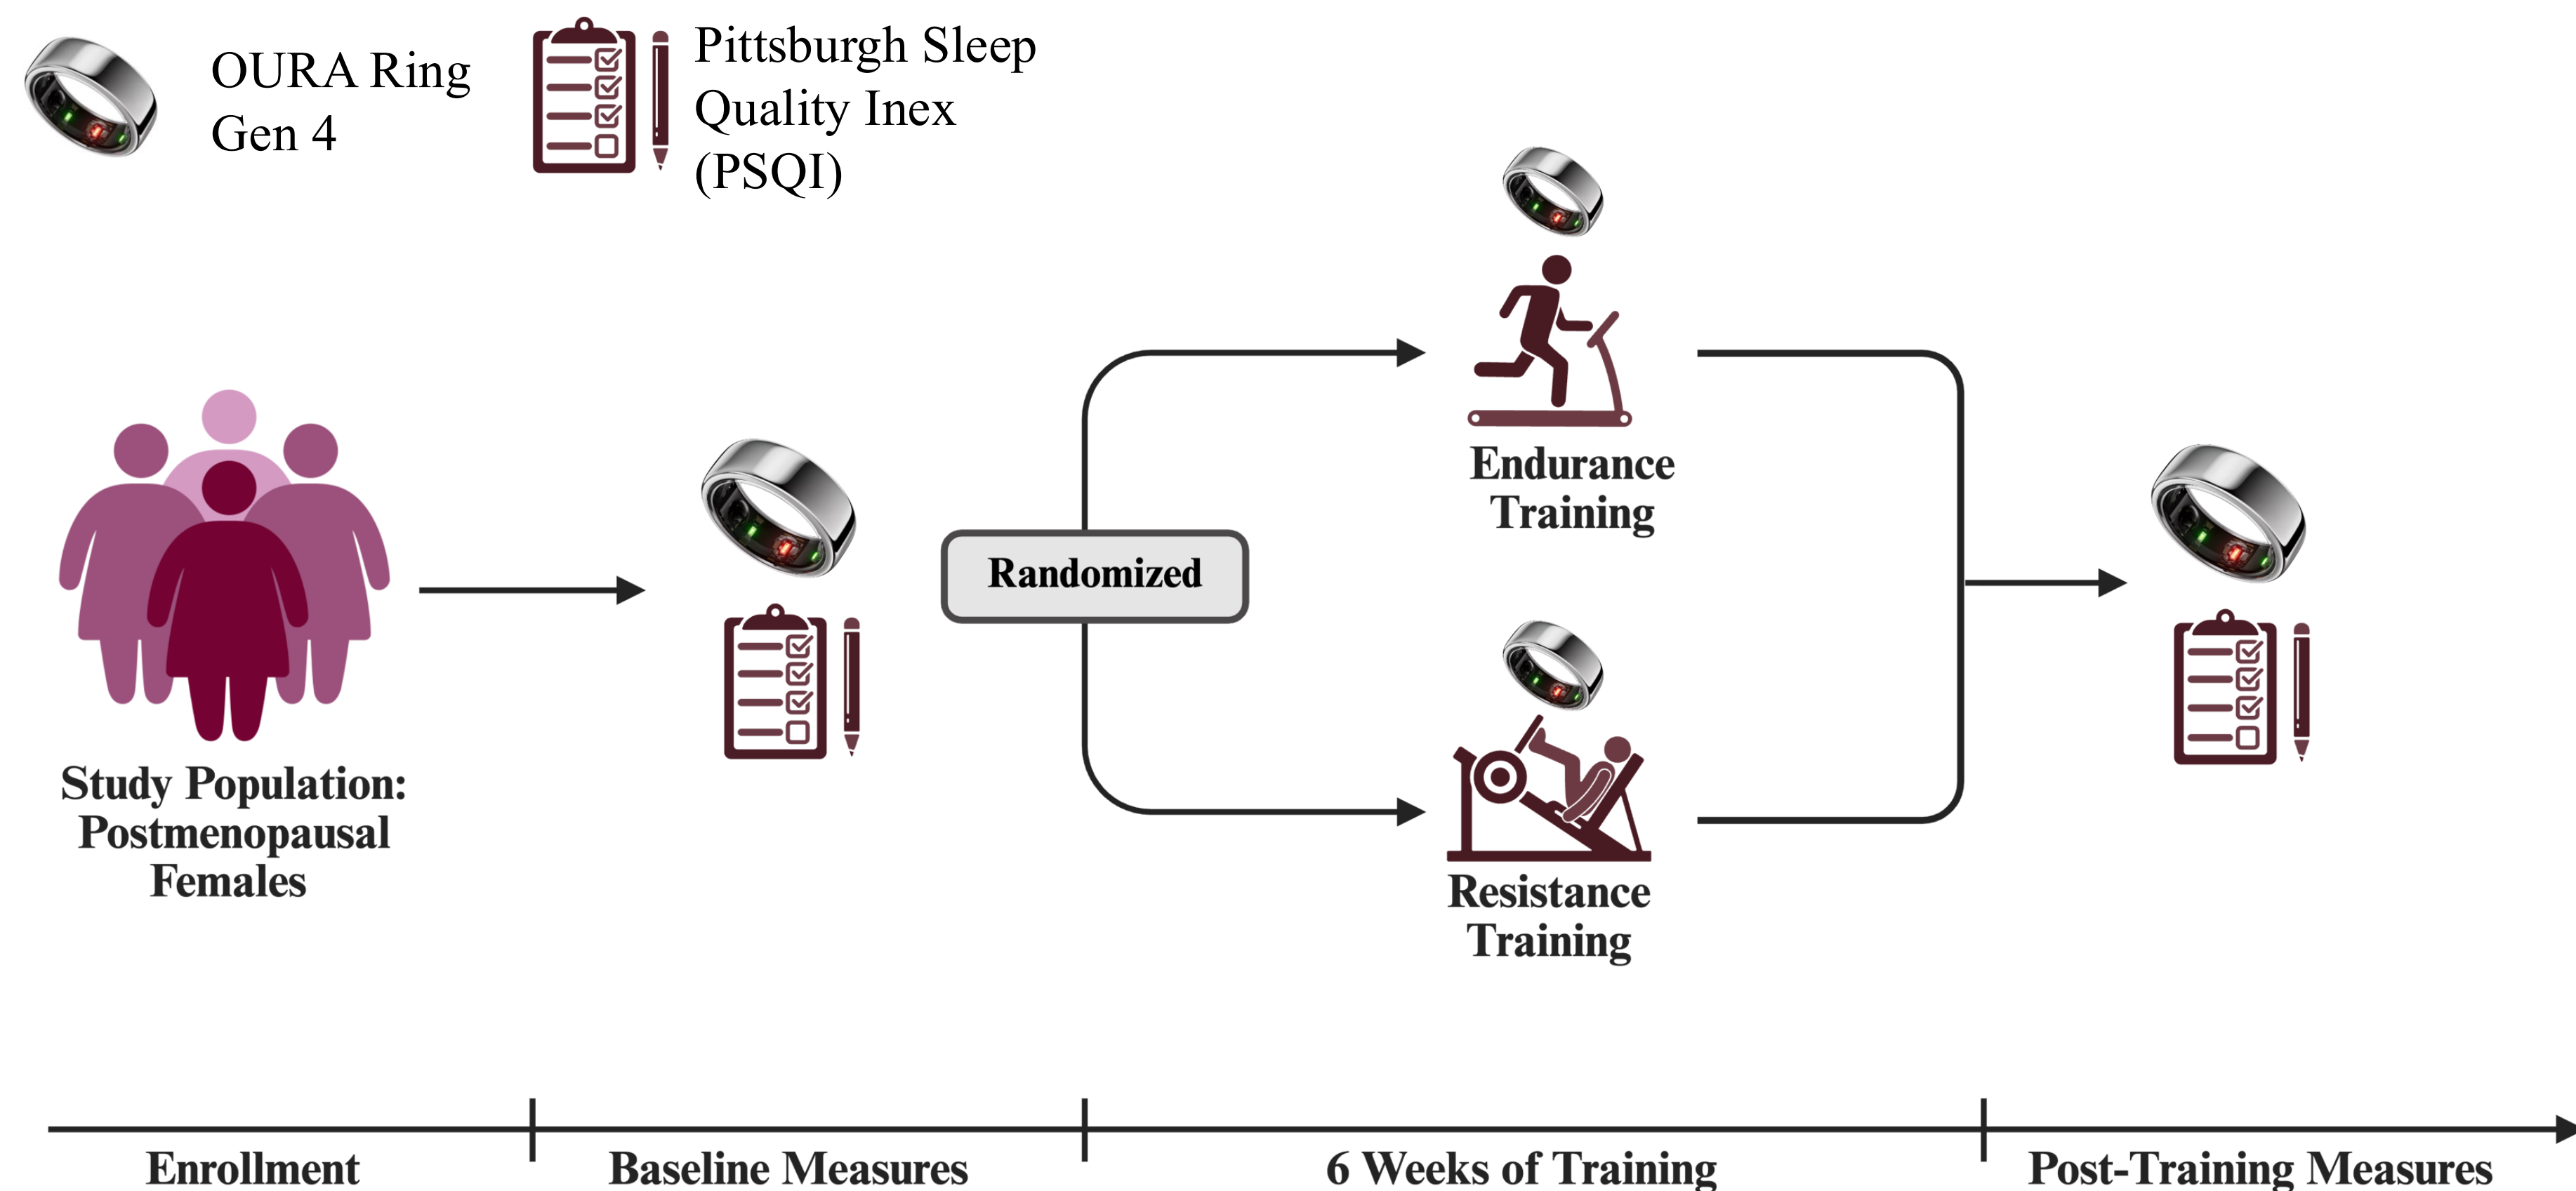 OURA Ring
Gen 4
Pittsburgh Sleep
Quality Inex
(PSQI)
Endurance
Training
Randomized
Study Population:
Postmenopausal
Females
Resistance
Training
Enrollment
Baseline Measures
6 Weeks of Training
Post-Training Measures